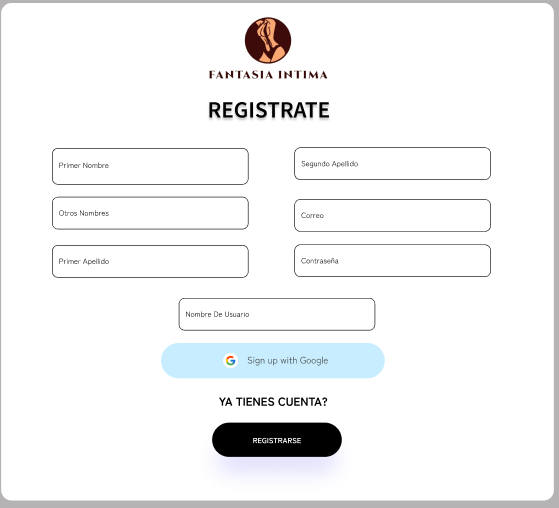 FANTASIA INTIMA
REGISTRATE
Primer Nombre
Segundo Apellido
Otros Nombres
Correo
Primer Apellido
Contraseña
Nombre De Usuario
Sign up with Google
YA TIENES CUENTA?
REGISTRARSE